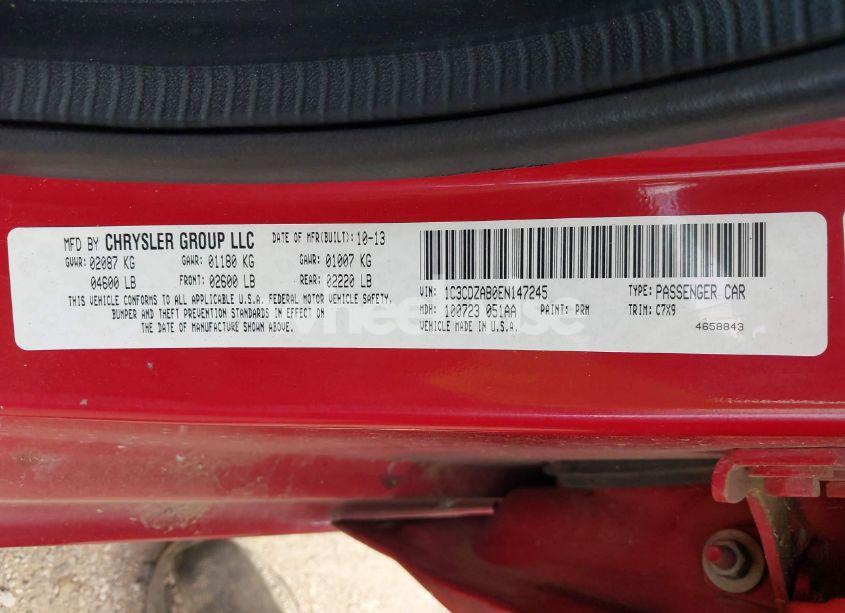 MFD BY CHRYSLER GROUP LLC DATE OF MFR(BUILT): 10-13
GVWR: 02087 KG GAWR: 01180 KG GAWR: 01007 KG
04600 LB FRONT: 02600 LB REAR: 02220 LB
THIS VEHICLE CONFORMS TO ALL APPLICABLE U.S.A. FEDERAL MOTOR VEHICLE SAFETY,
BUMPER AND THEFT PREVENTION STANDARDS IN EFFECT ON
THE DATE OF MANUFACTURE SHOWN ABOVE.
VIN: 1C3CDZAB0EN147245 TYPE: PASSENGER CAR
MDH: 100723 051AA PAINT: PRM TRIM: C7X9
VEHICLE MADE IN U.S.A. 4658843